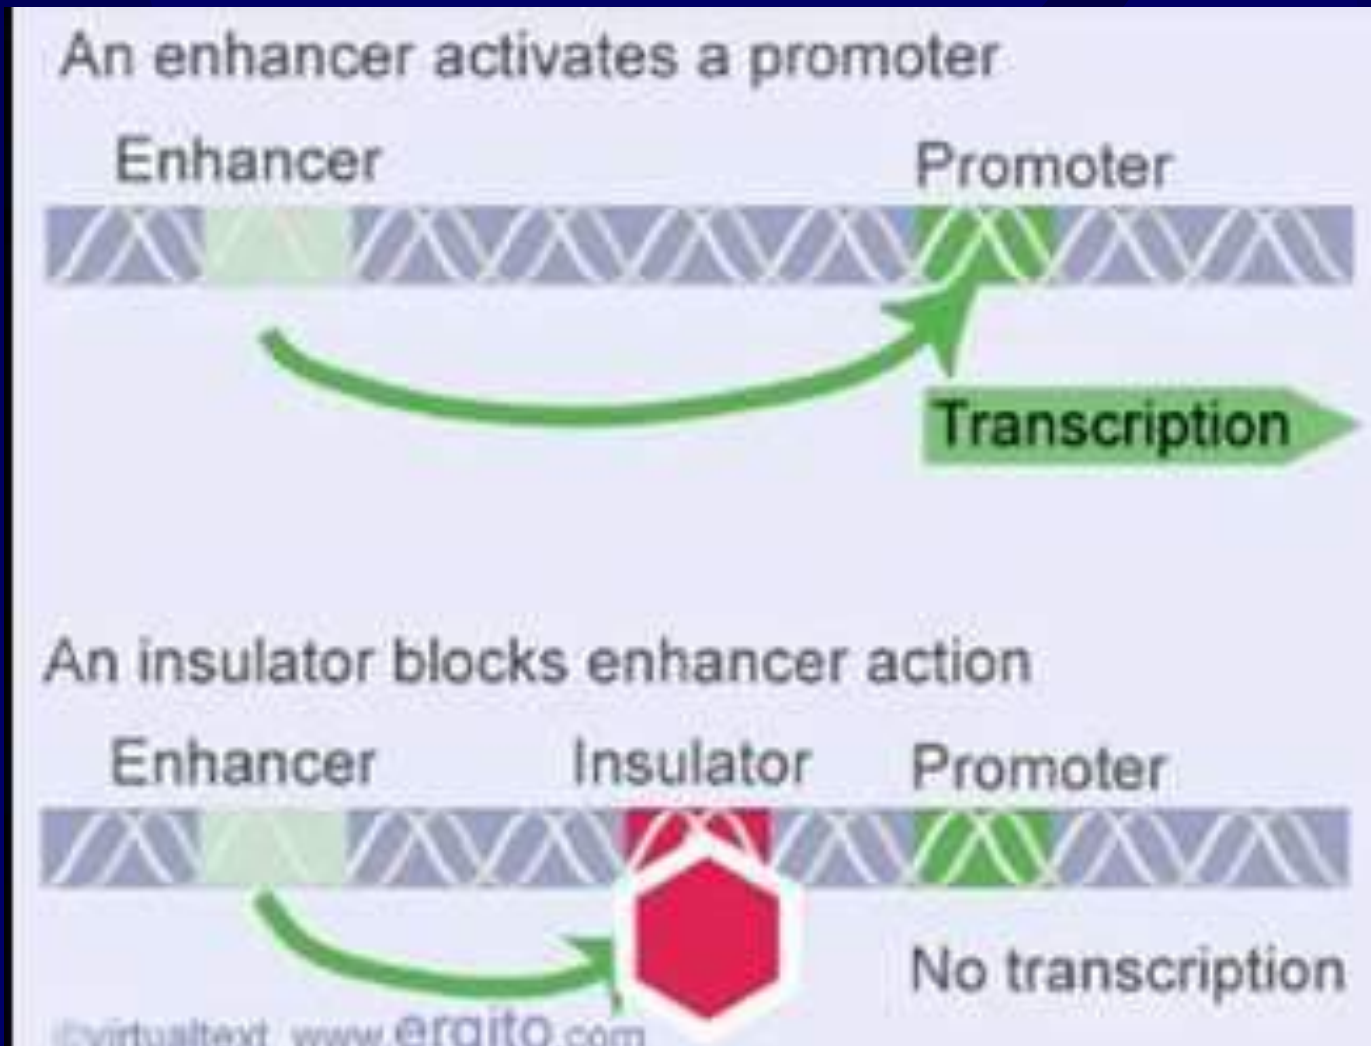 An enhancer activates a promoter
Enhancer Promoter
Transcription
An insulator blocks enhancer action
Enhancer Insulator Promoter
No transcription
©virtualtext www.ergito.com